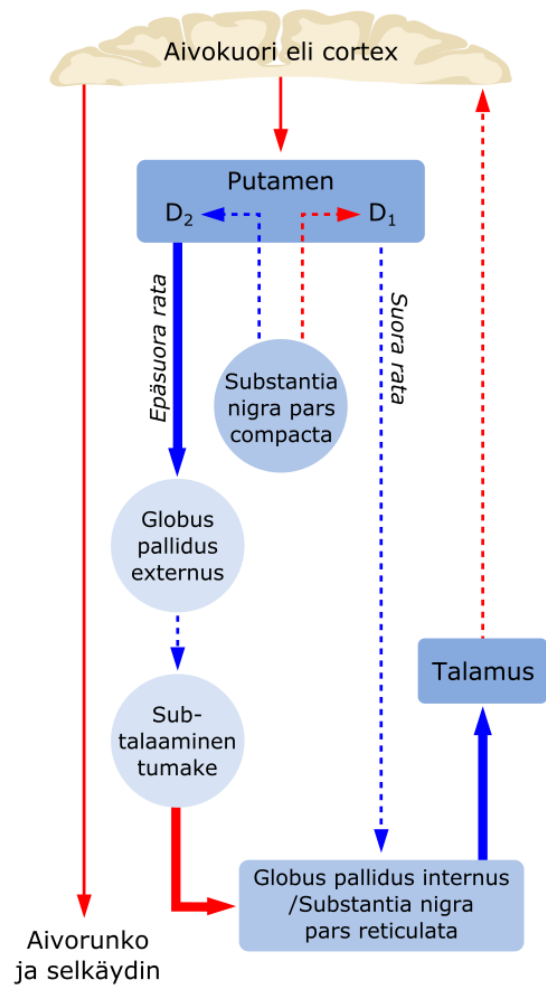 Aivokuori eli cortex
Putamen
D₂
D₁
Epäsuora rata
Suora rata
Substantia
nigra pars
compacta
Globus
pallidus
externus
Sub-
talaaminen
tumake
Talamus
Globus pallidus internus
/Substantia nigra
pars reticulata
Aivorunko
ja selkäydin